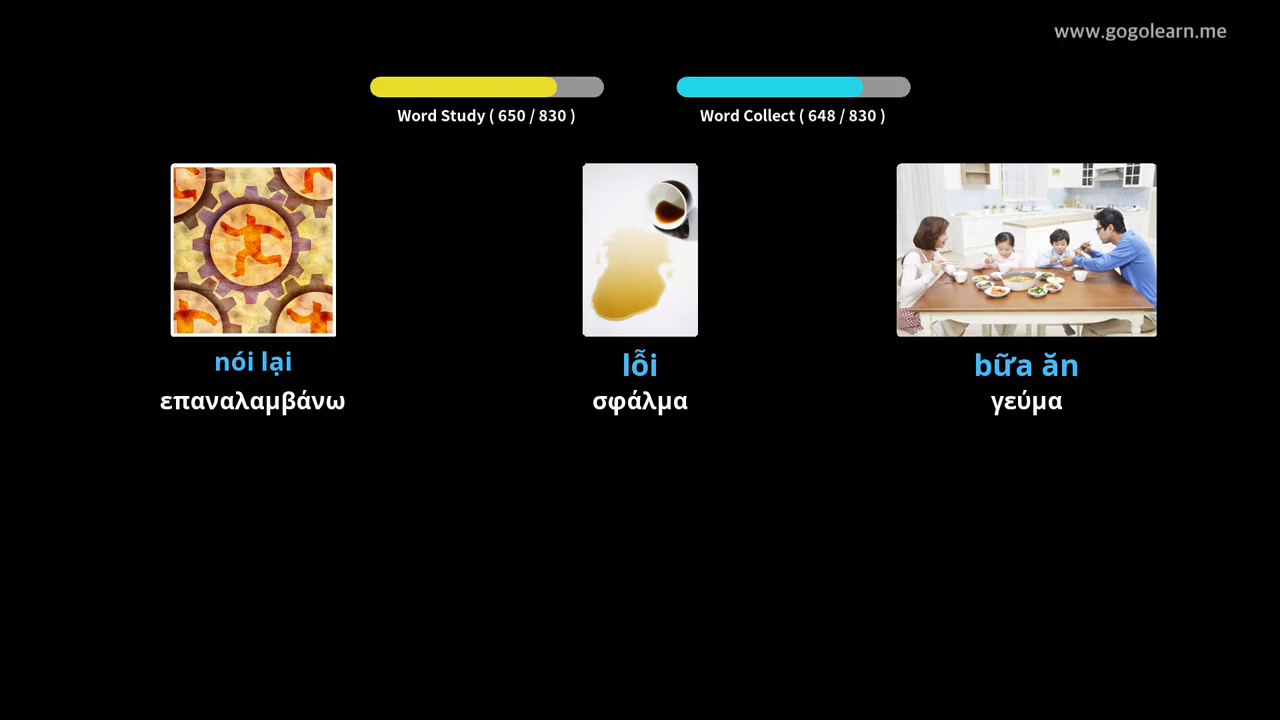 www.gogolearn.me
Word Study ( 650 / 830 )
Word Collect ( 648 / 830 )
nói lại
επαναλαμβάνω
lỗi
σφάλμα
bữa ăn
γεύμα